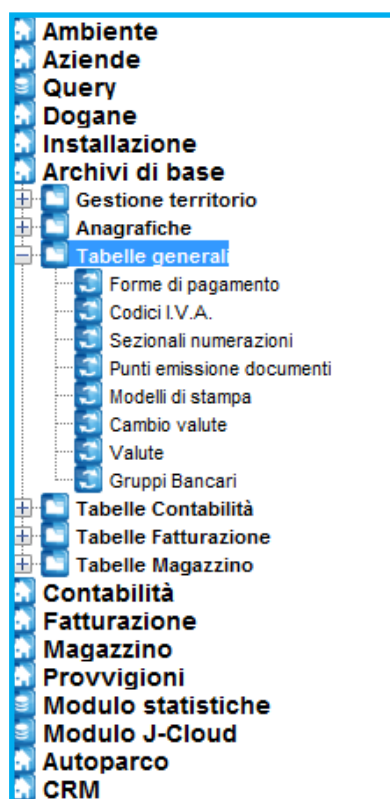 Ambiente
Aziende
Query
Dogane
Installazione
Archivi di base
Gestione territorio
Anagrafiche
Tabelle generali
Forme di pagamento
Codici I.V.A.
Sezionali numerazioni
Punti emissione documenti
Modelli di stampa
Cambio valute
Valute
Gruppi Bancari
Tabelle Contabilità
Tabelle Fatturazione
Tabelle Magazzino
Contabilità
Fatturazione
Magazzino
Provvigioni
Modulo statistiche
Modulo J-Cloud
Autoparco
CRM